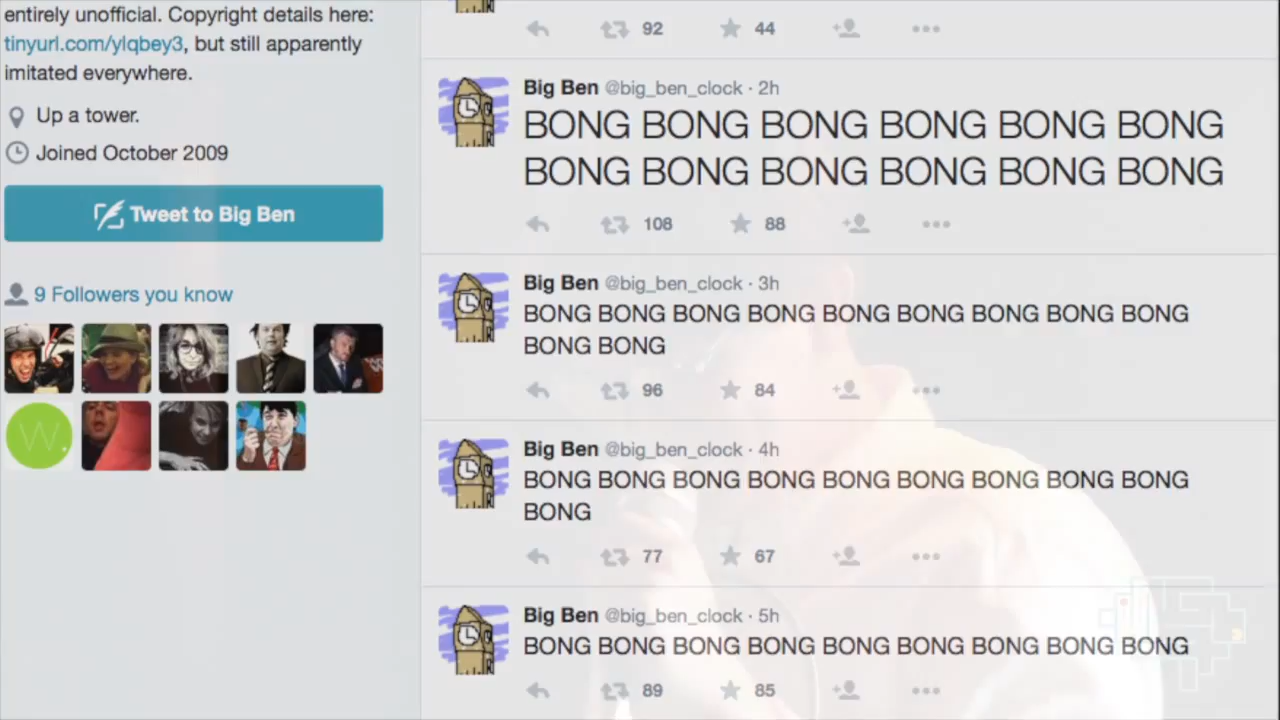 entirely unofficial. Copyright details here:
tinyurl.com/ylqbey3, but still apparently
imitated everywhere.
Up a tower.
Joined October 2009
Tweet to Big Ben
9 Followers you know
W
92 44
Big Ben @big_ben_clock · 2h
BONG BONG BONG BONG BONG BONG
BONG BONG BONG BONG BONG BONG
108 88
Big Ben @big_ben_clock · 3h
BONG BONG BONG BONG BONG BONG BONG BONG BONG
BONG BONG
96 84
Big Ben @big_ben_clock · 4h
BONG BONG BONG BONG BONG BONG BONG BONG BONG
BONG
77 67
Big Ben @big_ben_clock · 5h
BONG BONG BONG BONG BONG BONG BONG BONG BONG
89 85